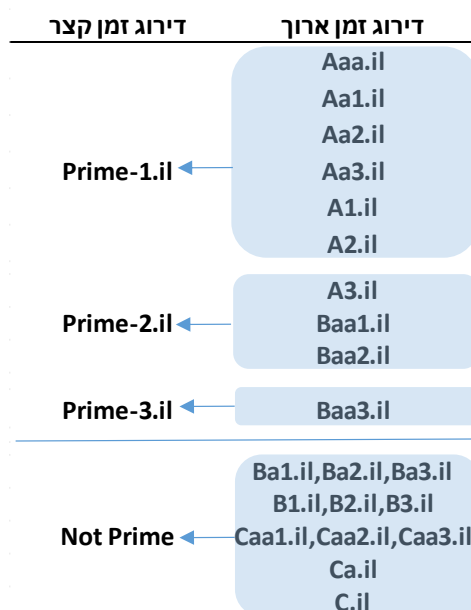 דירוג זמן ארוך דירוג זמן קצר
Aaa.il
Aa1.il
Aa2.il
Aa3.il
Prime-1.il
A1.il
A2.il
A3.il
Baa1.il
Prime-2.il
Baa2.il
Baa3.il
Prime-3.il
Ba1.il,Ba2.il,Ba3.il
B1.il,B2.il,B3.il
Caa1.il,Caa2.il,Caa3.il
Not Prime
Ca.il
C.il